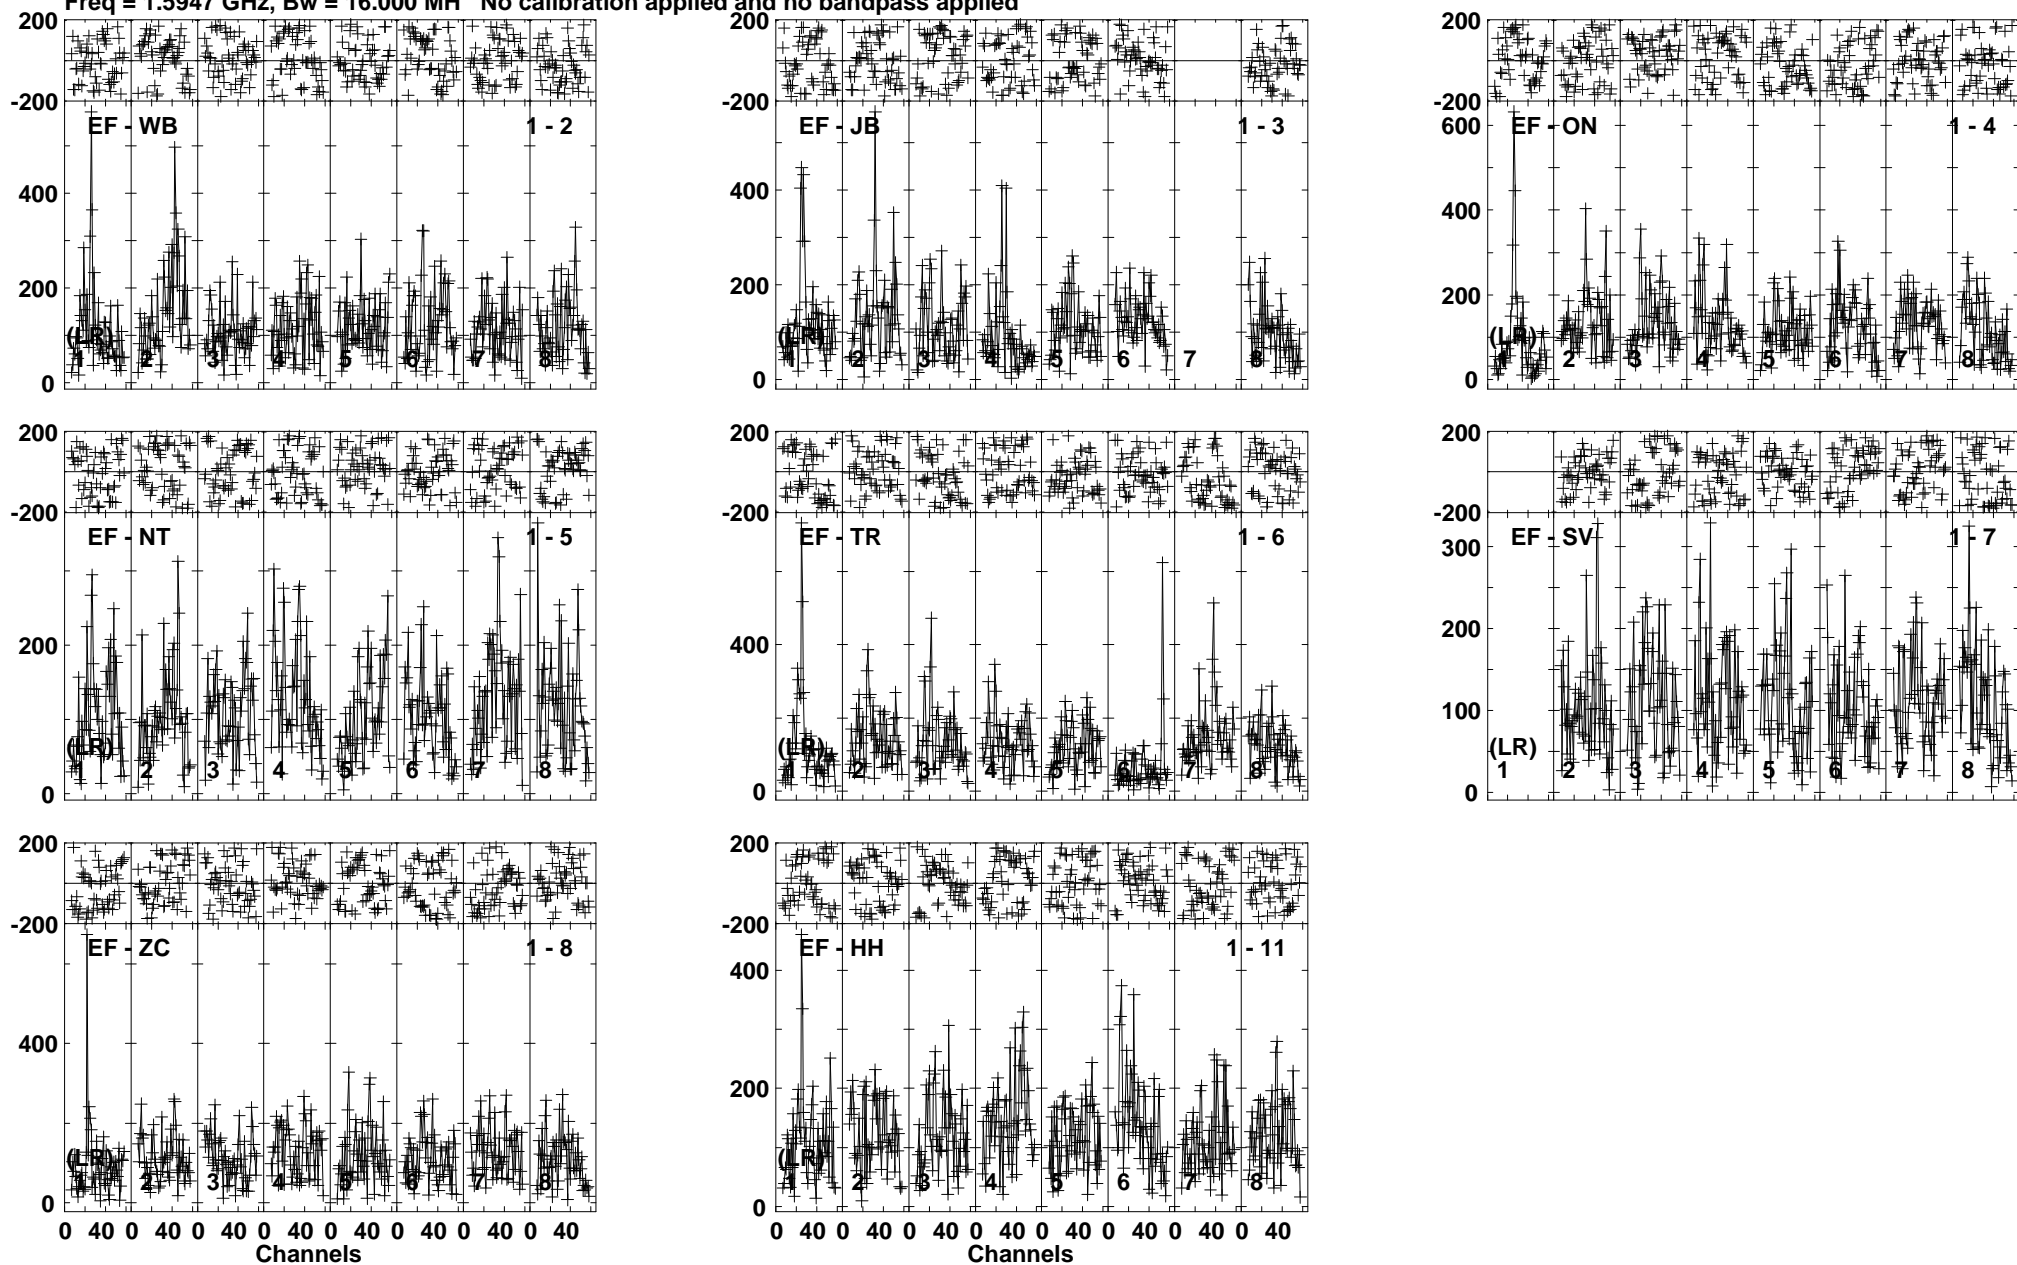 Freq = 1.5947 GHz, Bw = 16.000 MH No calibration applied and no bandpass applied
200
-200
EF - WB 1 - 2
400
200
0
(LR)
1 2 3 4 5 6 7 8
200
-200
EF - JB 1 - 3
400
200
0
(LR)
1 2 3 4 5 6 7 8
200
-200
EF - ON 1 - 4
600
400
200
0
(LR)
1 2 3 4 5 6 7 8
200
-200
EF - NT 1 - 5
200
0
(LR)
1 2 3 4 5 6 7 8
200
-200
EF - TR 1 - 6
400
0
(LR)
1 2 3 4 5 6 7 8
200
-200
EF - SV 1 - 7
300
200
100
0
(LR)
1 2 3 4 5 6 7 8
200
-200
EF - ZC 1 - 8
400
0
(LR)
1 2 3 4 5 6 7 8
0 40 0 40 0 40 0 40 0 40 0 40 0 40 0 40
Channels
200
-200
EF - HH 1 - 11
400
200
0
(LR)
1 2 3 4 5 6 7 8
0 40 0 40 0 40 0 40 0 40 0 40 0 40 0 40
Channels